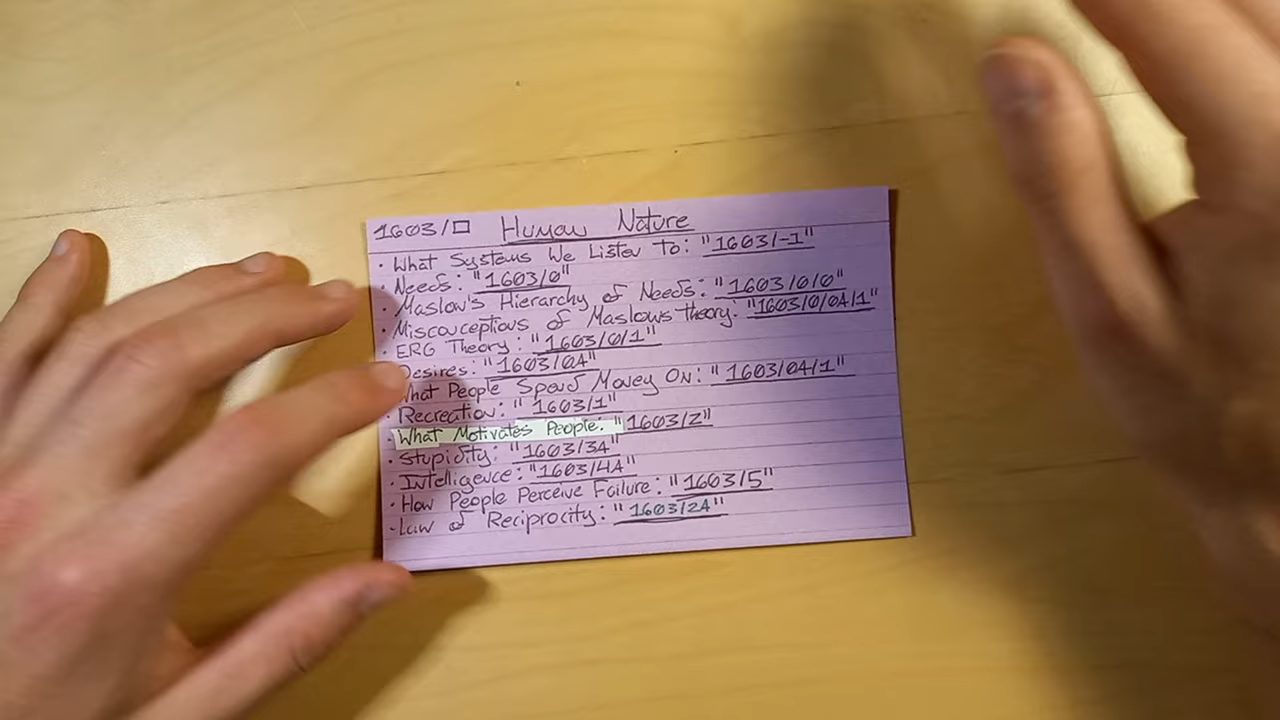 1603/□ Human Nature
· What Systems We Listen To: "1603/-1"
· Needs: "1603/0"
· Maslow's Hierarchy of Needs: "1603/0/0"
· Misconceptions of Maslows Theory: "1603/0/0A/1"
· ERG Theory: "1603/0/1"
Desires: "1603/0A"
What People Spend Money On: "1603/0A/1"
· Recreation: "1603/1"
· What Motivates People: "1603/2"
· Stupidity: "1603/3A"
· Intelligence: "1603/4A"
· How People Perceive Failure: "1603/5"
· Law of Reciprocity: "1603/2A"